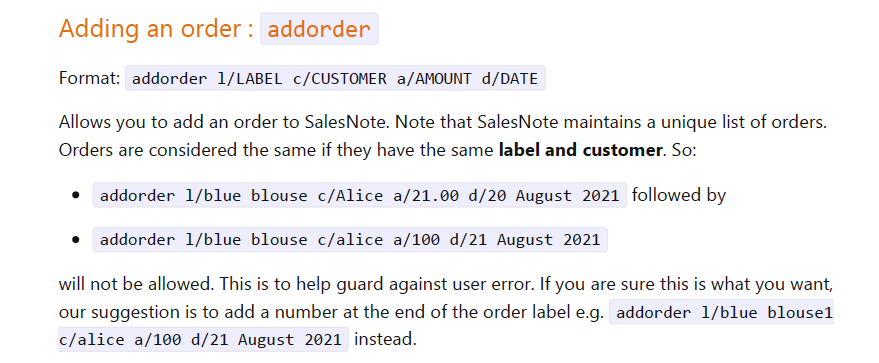 Adding an order : addorder
Format: addorder l/LABEL c/CUSTOMER a/AMOUNT d/DATE
Allows you to add an order to SalesNote. Note that SalesNote maintains a unique list of orders.
Orders are considered the same if they have the same label and customer. So:
• addorder l/blue blouse c/Alice a/21.00 d/20 August 2021 followed by
• addorder l/blue blouse c/alice a/100 d/21 August 2021
will not be allowed. This is to help guard against user error. If you are sure this is what you want,
our suggestion is to add a number at the end of the order label e.g. addorder l/blue blouse1
c/alice a/100 d/21 August 2021 instead.